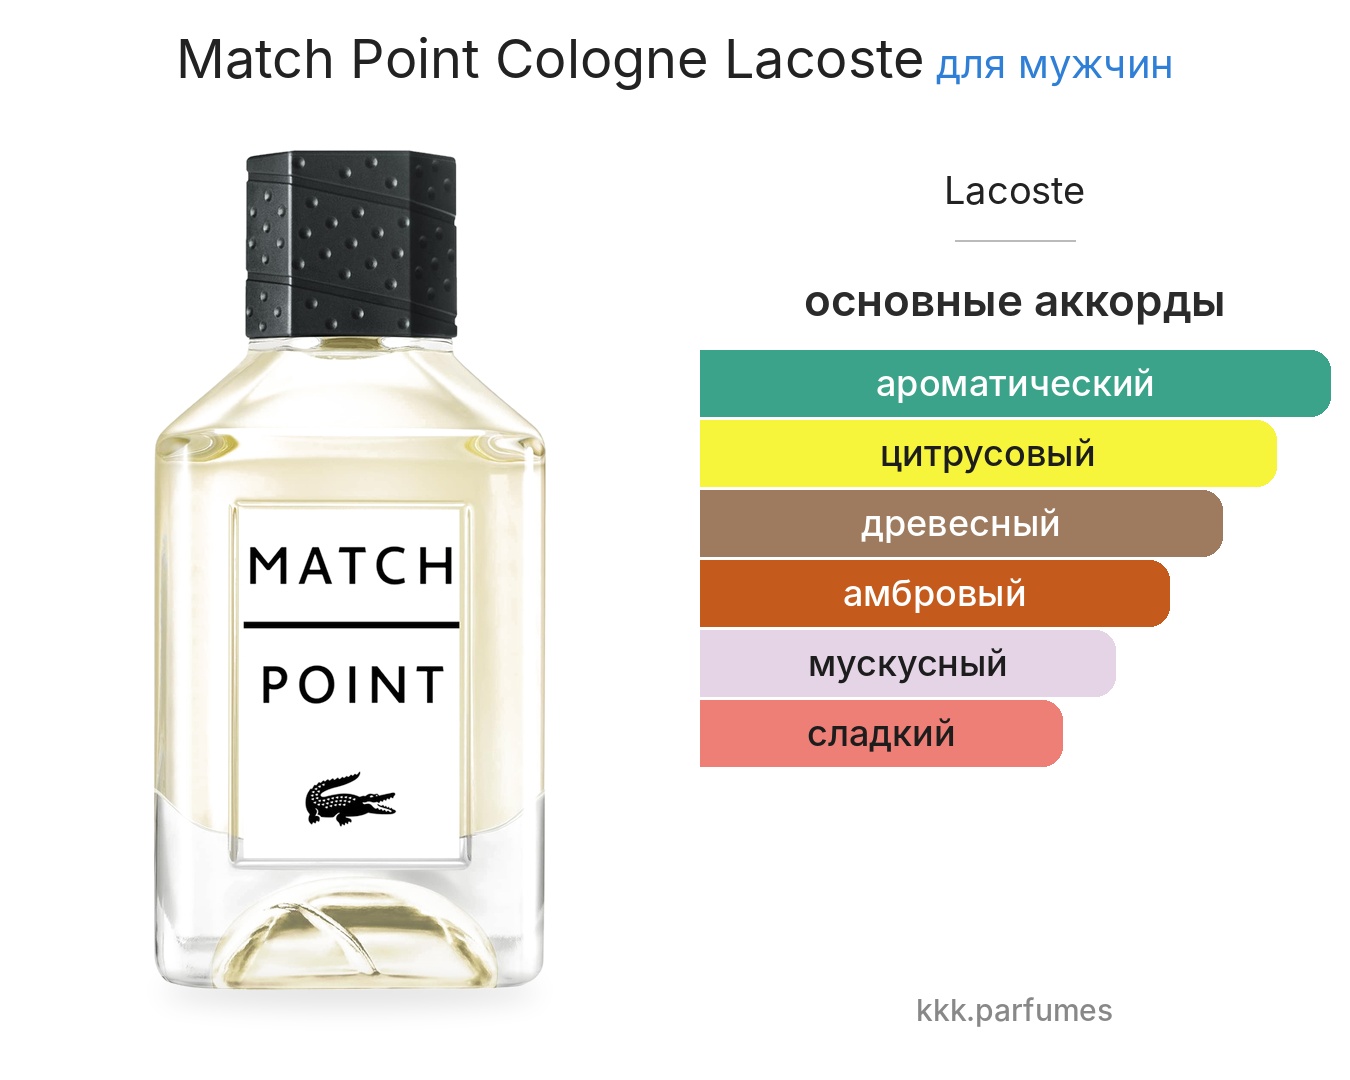 Match Point Cologne Lacoste для мужчин
Lacoste
основные аккорды
ароматический
цитрусовый
древесный
амбровый
мускусный
сладкий
MATCH
POINT
kkk.parfumes